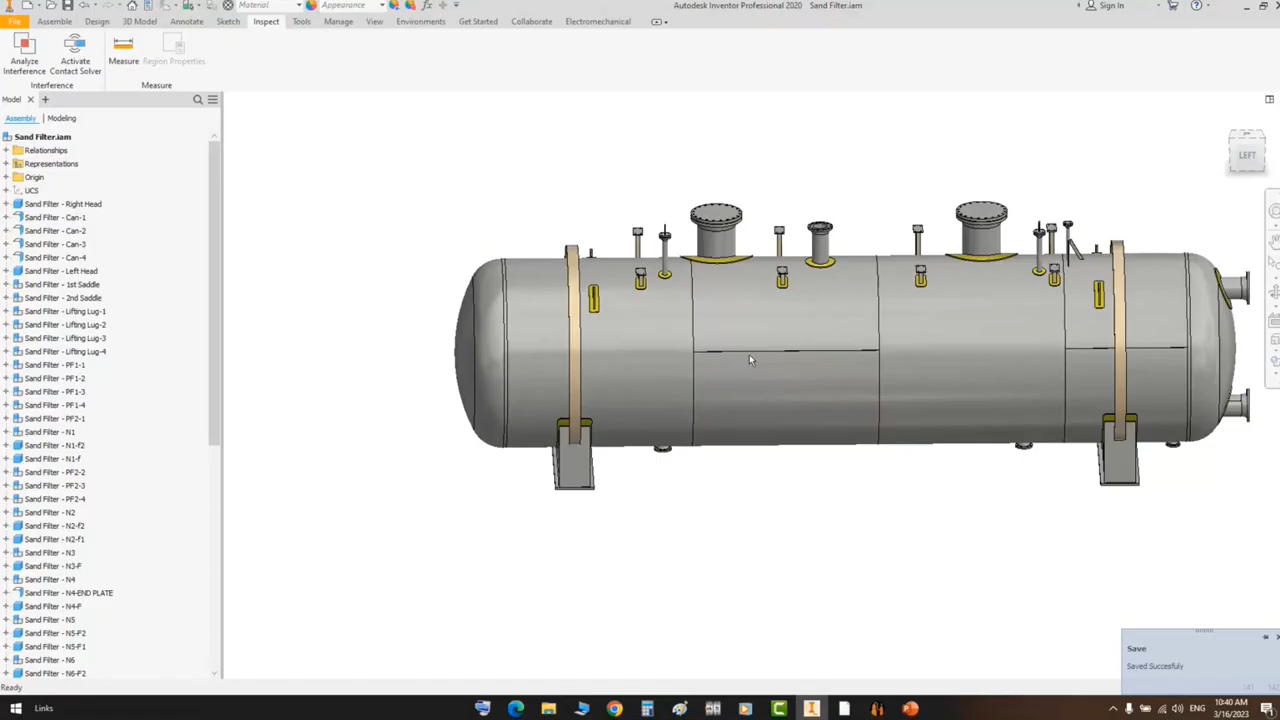 Material
Appearance
Autodesk Inventor Professional 2020 Sand Filter.iam
Sign In
File Assemble Design 3D Model Sketch Annotate Inspect Tools Manage View Environments Get Started Collaborate Electromechanical
Analyze Interference
Activate Contact Solver
Measure
Region Properties
Interference
Measure
Model
Assembly Modeling
Sand Filter.iam
Relationships
Representations
Origin
UCS
Sand Filter - Right Head
Sand Filter - Can-1
Sand Filter - Can-2
Sand Filter - Can-3
Sand Filter - Can-4
Sand Filter - Left Head
Sand Filter - 1st Saddle
Sand Filter - 2nd Saddle
Sand Filter - Lifting Lug-1
Sand Filter - Lifting Lug-2
Sand Filter - Lifting Lug-3
Sand Filter - Lifting Lug-4
Sand Filter - PF1-1
Sand Filter - PF1-2
Sand Filter - PF1-3
Sand Filter - PF1-4
Sand Filter - PF2-1
Sand Filter - N1
Sand Filter - N1-f2
Sand Filter - N1-f
Sand Filter - PF2-2
Sand Filter - PF2-3
Sand Filter - PF2-4
Sand Filter - N2
Sand Filter - N2-f2
Sand Filter - N2-f1
Sand Filter - N3
Sand Filter - N3-F
Sand Filter - N4
Sand Filter - N4-END PLATE
Sand Filter - N4-F
Sand Filter - N5
Sand Filter - N5-F2
Sand Filter - N5-F1
Sand Filter - N6
Sand Filter - N6-F2
LEFT
Save
Saved Succesfuly
Ready
141
Links
ENG
10:40 AM
3/16/2023